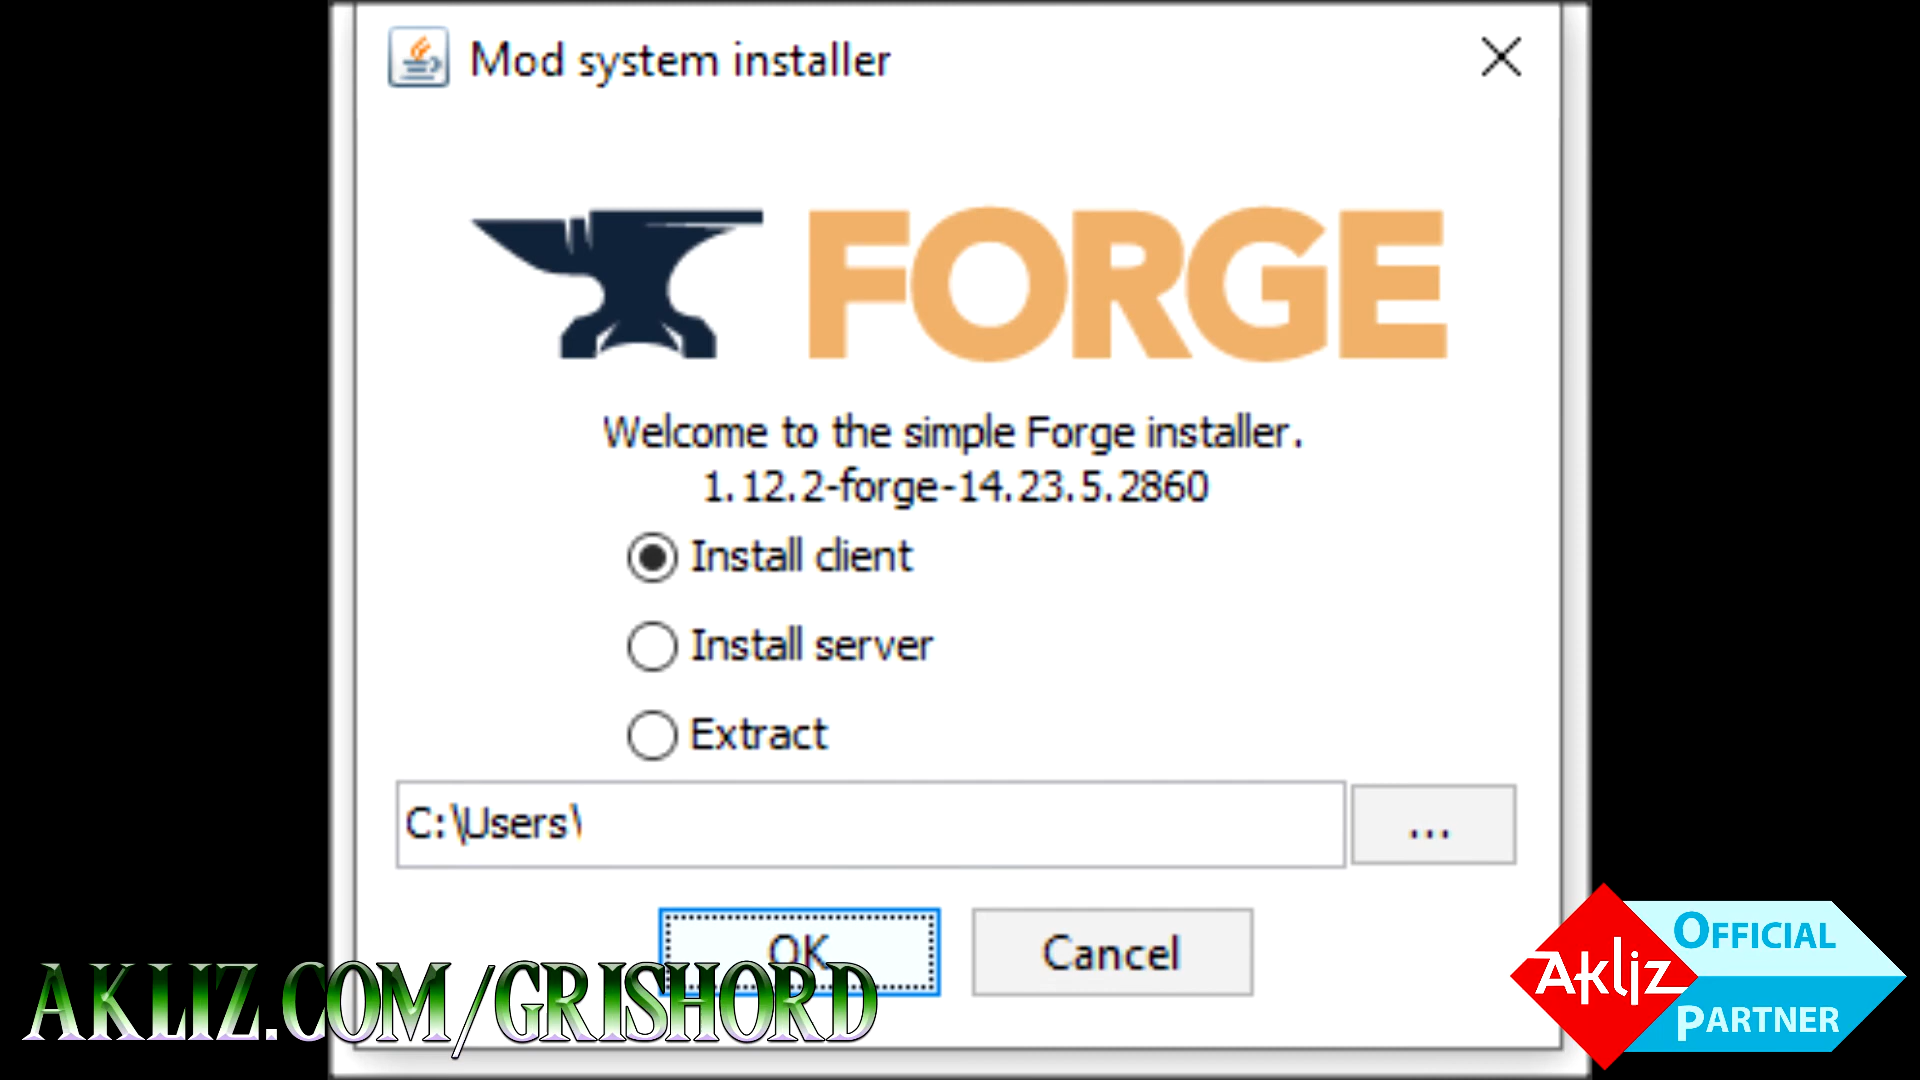 Mod system installer
FORGE
Welcome to the simple Forge installer.
1.12.2-forge-14.23.5.2860
Install client
Install server
Extract
C:\Users\
...
OK
Cancel
AKLIZ.COM/GRISHORD
Akliz
OFFICIAL
PARTNER